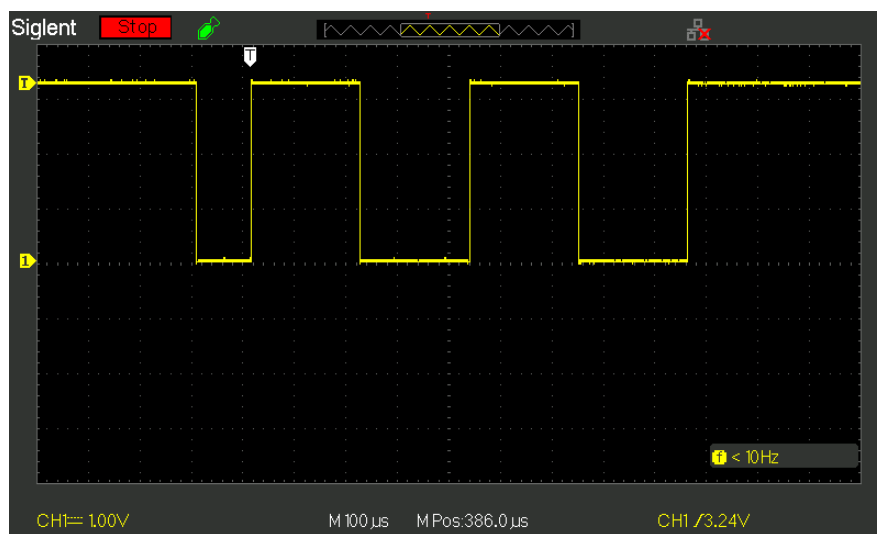 Siglent Stop
T
T
1
f < 10Hz
CH1 1.00V M 100µs M Pos:386.0µs CH1 /3.24V